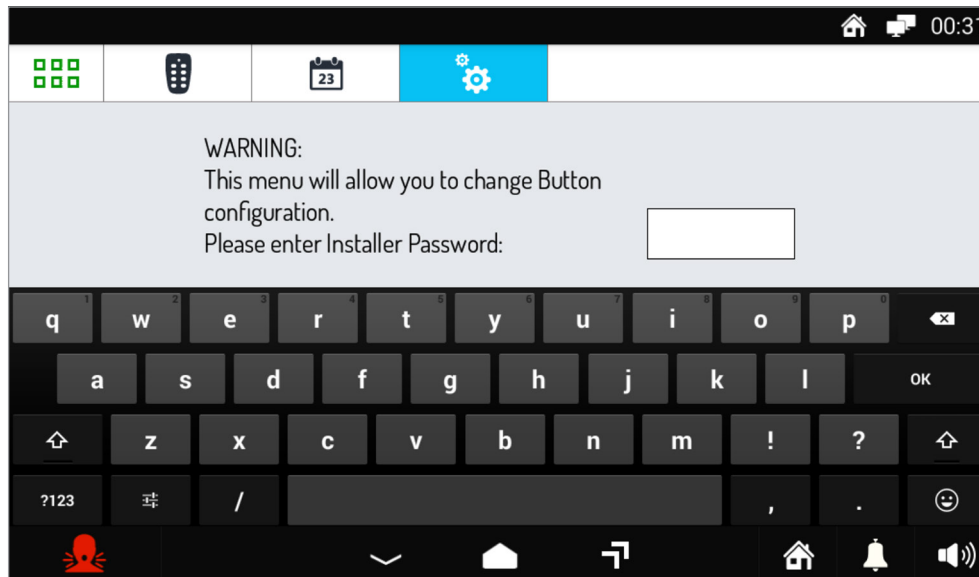 00:31
23
WARNING:
This menu will allow you to change Button
configuration.
Please enter Installer Password:
1 2 3 4 5 6 7 8 9 0
q w e r t y u i o p
a s d f g h j k l OK
z x c v b n m ! ?
?123 / , .